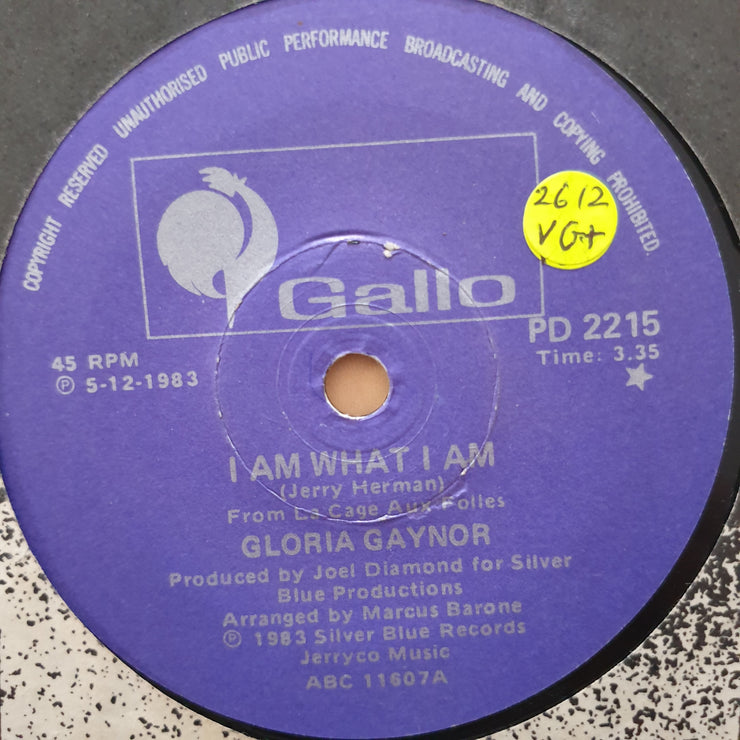 COPYRIGHT RESERVED UNAUTHORISED PUBLIC PERFORMANCE BROADCASTING AND COPYING PROHIBITED.
2612
VG+
Gallo
PD 2215
Time: 3.35
45 RPM
℗ 5-12-1983
I AM WHAT I AM
(Jerry Herman)
From La Cage Aux Folles
GLORIA GAYNOR
Produced by Joel Diamond for Silver
Blue Productions
Arranged by Marcus Barone
℗ 1983 Silver Blue Records
Jerryco Music
ABC 11607A